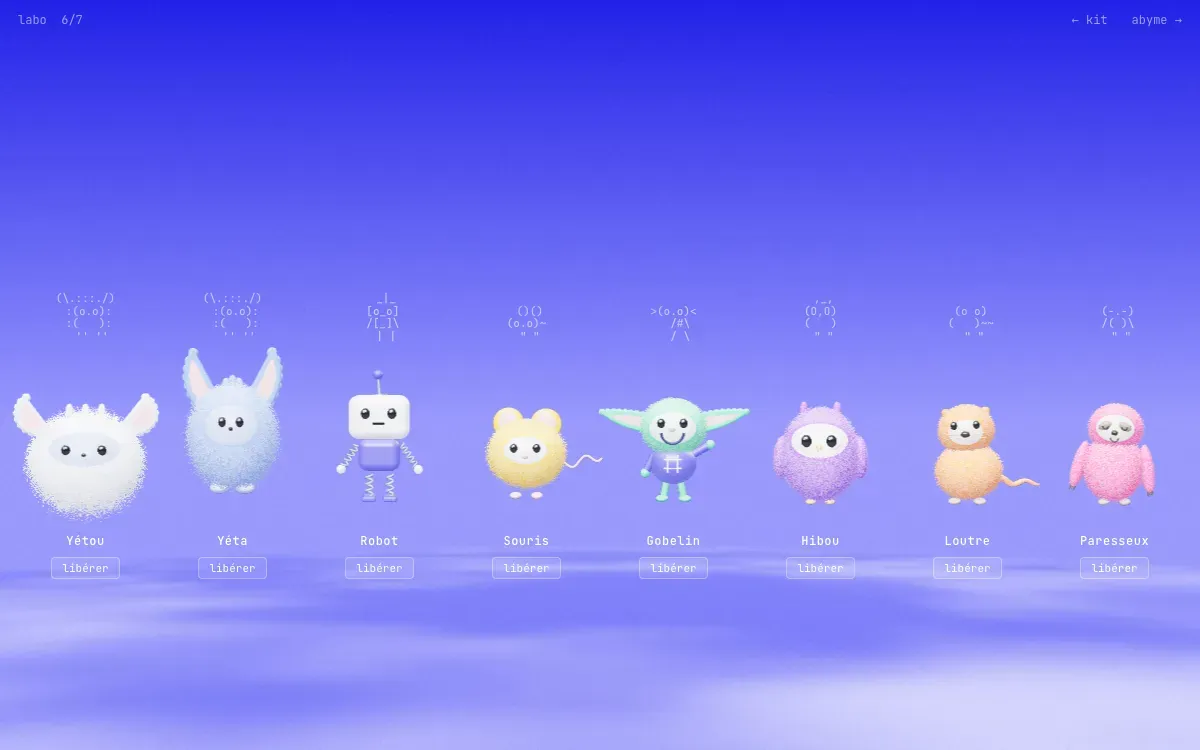 labo 6/7
← kit abyme →
(\.:::./) (\.:::./) _|_ ,_,
:(o.o): :(o.o): [o_o] ()() >(o.o)< (O,O) (o o) (-.-)
:( ): :( ): /[_]\ (o.o)~ /#\ ( ) ( )~~ /( )\
'' '' '' '' | | " " / \ " " " " " "
Yétou Yéta Robot Souris Gobelin Hibou Loutre Paresseux
libérer libérer libérer libérer libérer libérer libérer libérer